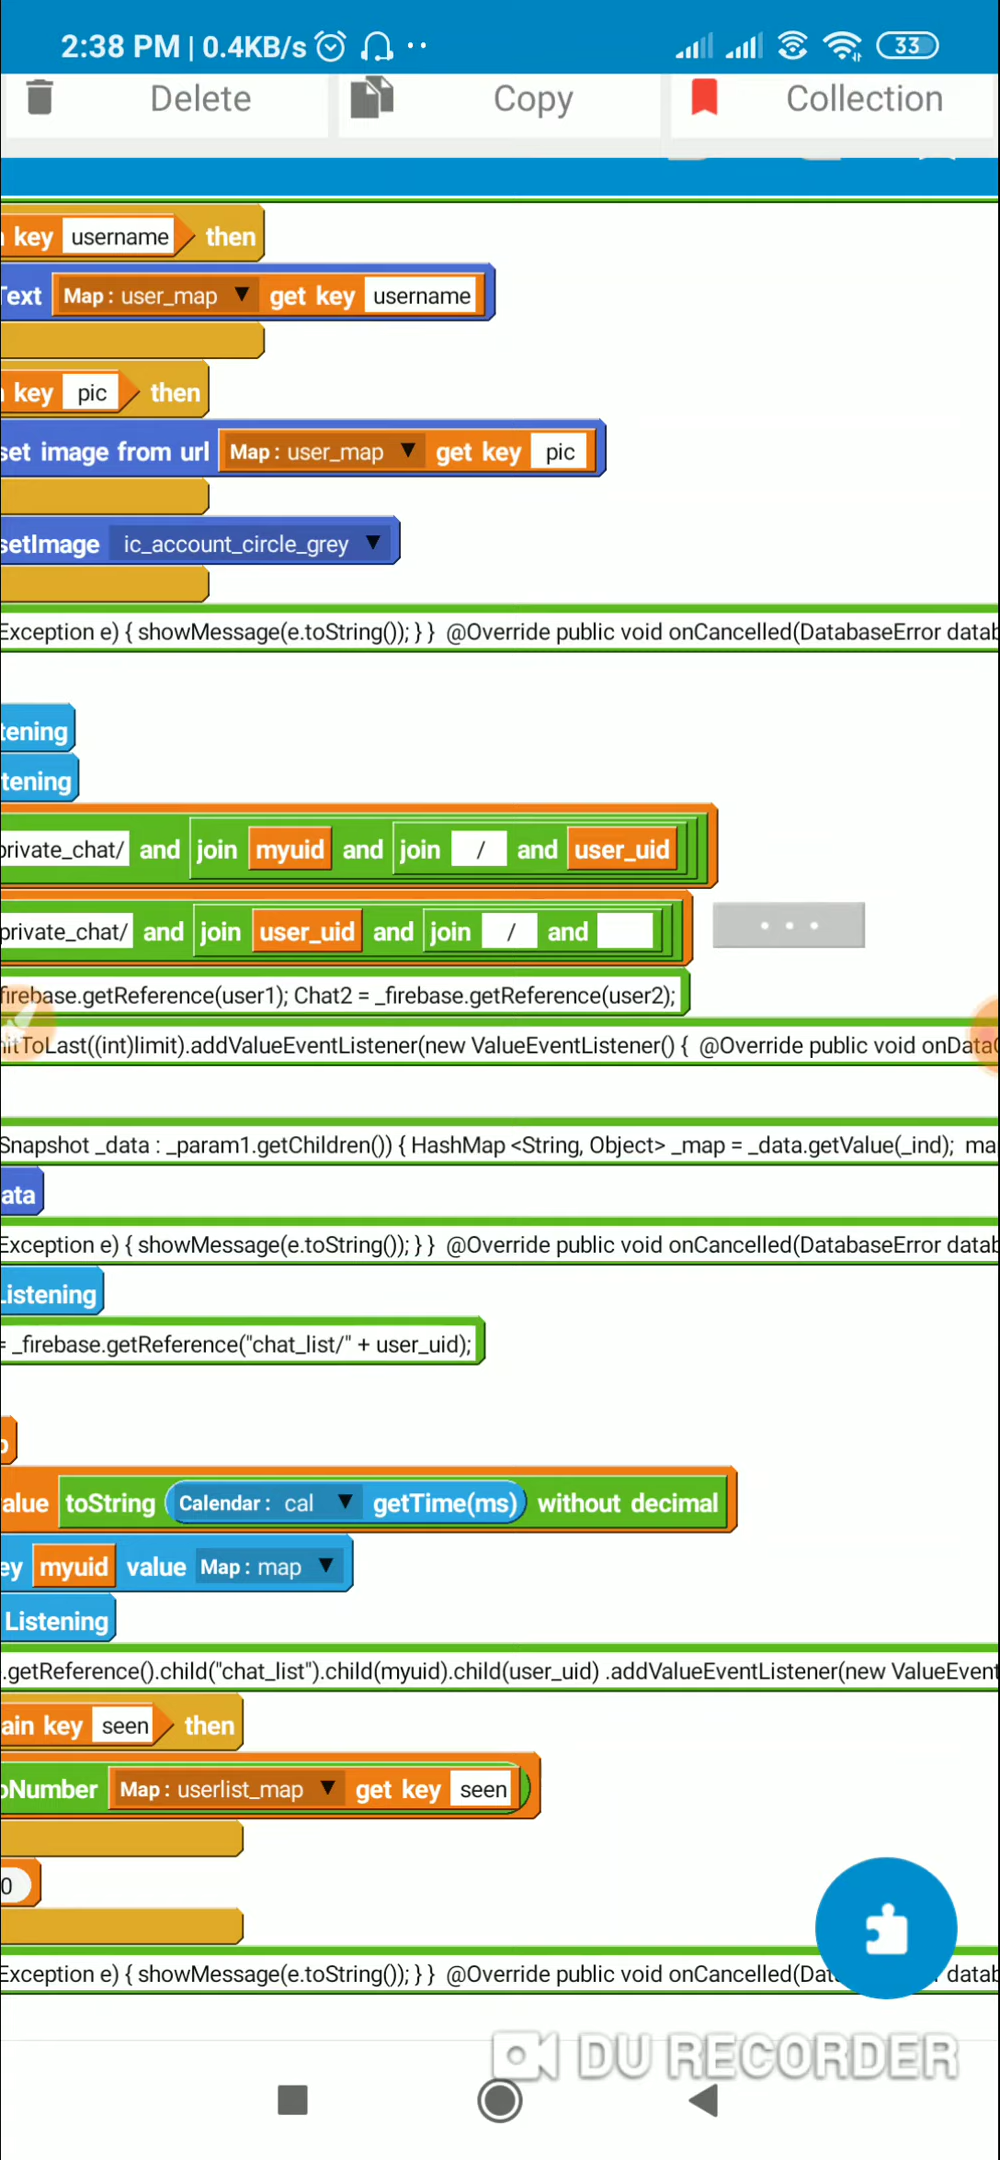 2:38 PM | 0.4KB/s 33
Delete Copy Collection
key username then
Text Map : user_map get key username
key pic then
set image from url Map : user_map get key pic
setImage ic_account_circle_grey
Exception e) { showMessage(e.toString()); } } @Override public void onCancelled(DatabaseError datab
tening
tening
private_chat/ and join myuid and join / and user_uid
private_chat/ and join user_uid and join / and
firebase.getReference(user1); Chat2 = _firebase.getReference(user2);
itToLast((int)limit).addValueEventListener(new ValueEventListener() { @Override public void onData
Snapshot _data : _param1.getChildren()) { HashMap <String, Object> _map = _data.getValue(_ind); ma
ata
Exception e) { showMessage(e.toString()); } } @Override public void onCancelled(DatabaseError datab
Listening
= _firebase.getReference("chat_list/" + user_uid);
alue toString Calendar : cal getTime(ms) without decimal
ey myuid value Map : map
Listening
.getReference().child("chat_list").child(myuid).child(user_uid) .addValueEventListener(new ValueEvent
ain key seen then
oNumber Map : userlist_map get key seen
0
Exception e) { showMessage(e.toString()); } } @Override public void onCancelled(Dat datab
DU RECORDER